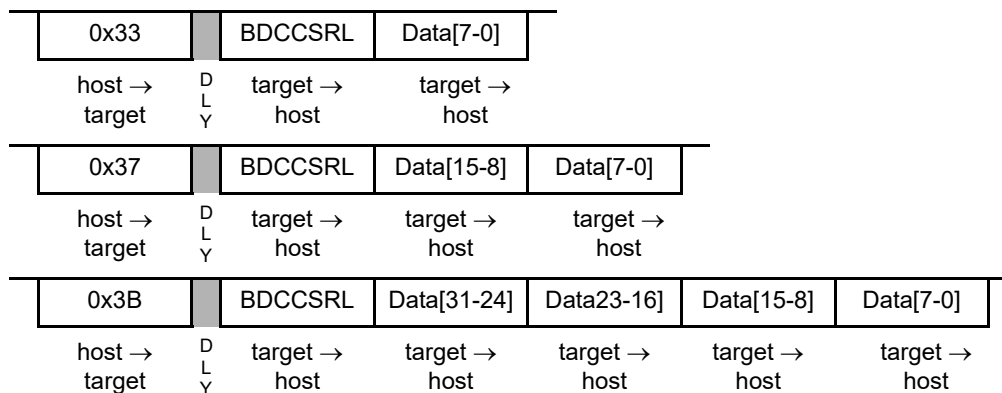 0x33 BDCCSRL Data[7-0]
host → D target → target →
L
target Y host host
0x37 BDCCSRL Data[15-8] Data[7-0]
host → D target → target → target →
L
target Y host host host
0x3B BDCCSRL Data[31-24] Data23-16] Data[15-8] Data[7-0]
host → D target → target → target → target → target →
L
target Y host host host host host